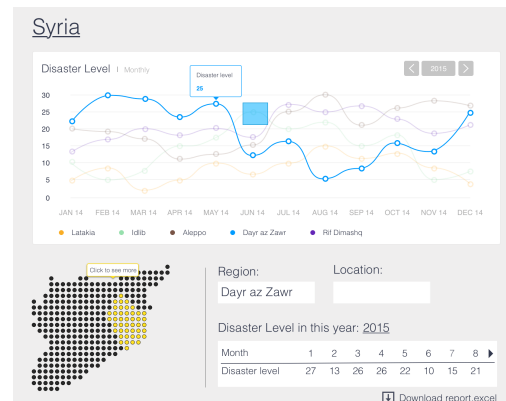 Syria
Disaster Level | Monthly
2015
Disaster level
25
30
25
20
15
10
5
0
JAN 14 FEB 14 MAR 14 APR 14 MAY 14 JUN 14 JUL 14 AUG 14 SEP 14 OCT 14 NOV 14 DEC 14
Latakia Idlib Aleppo Dayr az Zawr Rif Dimashq
Click to see more
Region: Location:
Dayr az Zawr
Disaster Level in this year: 2015
Month 1 2 3 4 5 6 7 8
Disaster level 27 13 26 26 22 10 15 21
Download report.excel